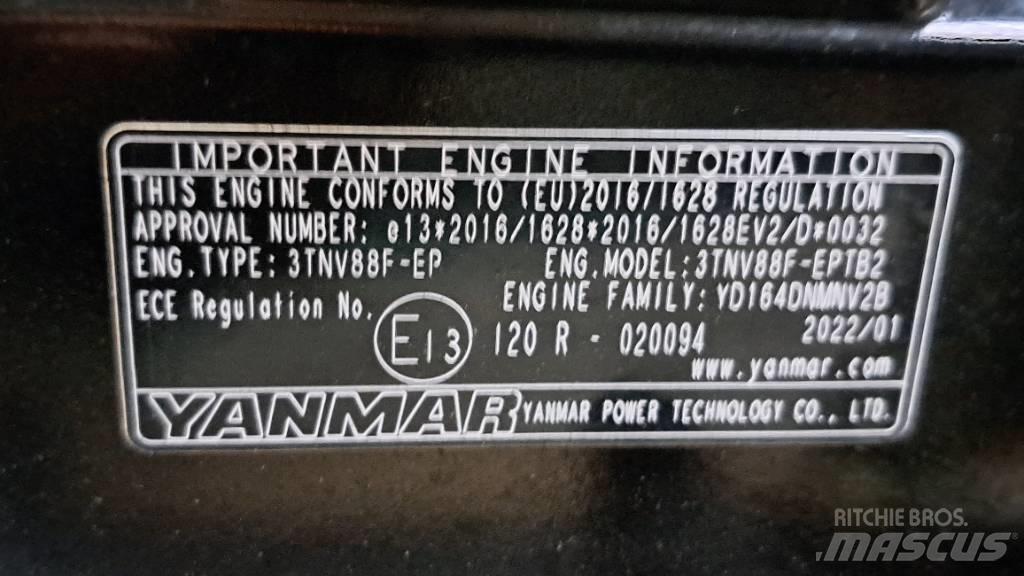 IMPORTANT ENGINE INFORMATION
THIS ENGINE CONFORMS TO (EU)2016/1628 REGULATION
APPROVAL NUMBER: e13*2016/1628*2016/1628EV2/D*0032
ENG.TYPE: 3TNV88F-EP ENG.MODEL: 3TNV88F-EPTB2
ENGINE FAMILY: YD164DNMNV2B
ECE Regulation No. E13 120 R - 020094 2022/01
www.yanmar.com
YANMAR YANMAR POWER TECHNOLOGY CO., LTD.
RITCHIE BROS.
MASCUS